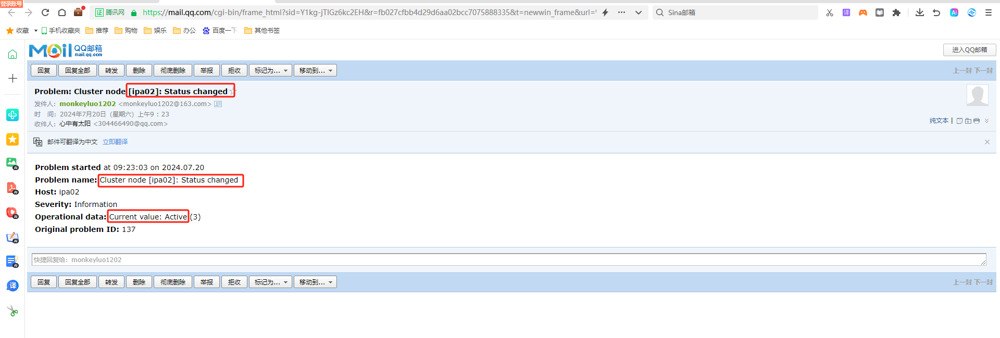 登录账号
证 腾讯网 https://mail.qq.com/cgi-bin/frame_html?sid=Y1kg-jTIGz6kc2EH&r=fb027cfbb4d29d6aa02bcc7075888335&t=newwin_frame&url= Sina邮箱
收藏 手机收藏夹 推荐 购物 娱乐 办公 百度一下 其他书签
Mail QQ邮箱 mail.qq.com 进入QQ邮箱
回复 回复全部 转发 删除 彻底删除 举报 拒收 标记为... 移动到... 上一封 下一封
Problem: Cluster node [ipa02]: Status changed
发件人： monkeyluo1202 <monkeyluo1202@163.com>
时 间： 2024年7月20日（星期六）上午9：23
收件人： 心中有太阳 <304466490@qq.com>
纯文本 |
邮件可翻译为中文 立即翻译
Problem started at 09:23:03 on 2024.07.20
Problem name: Cluster node [ipa02]: Status changed
Host: ipa02
Severity: Information
Operational data: Current value: Active (3)
Original problem ID: 137
快捷回复给：monkeyluo1202
回复 回复全部 转发 删除 彻底删除 举报 拒收 标记为... 移动到... 上一封 下一封
AI
AI
AI
AI
AI
译